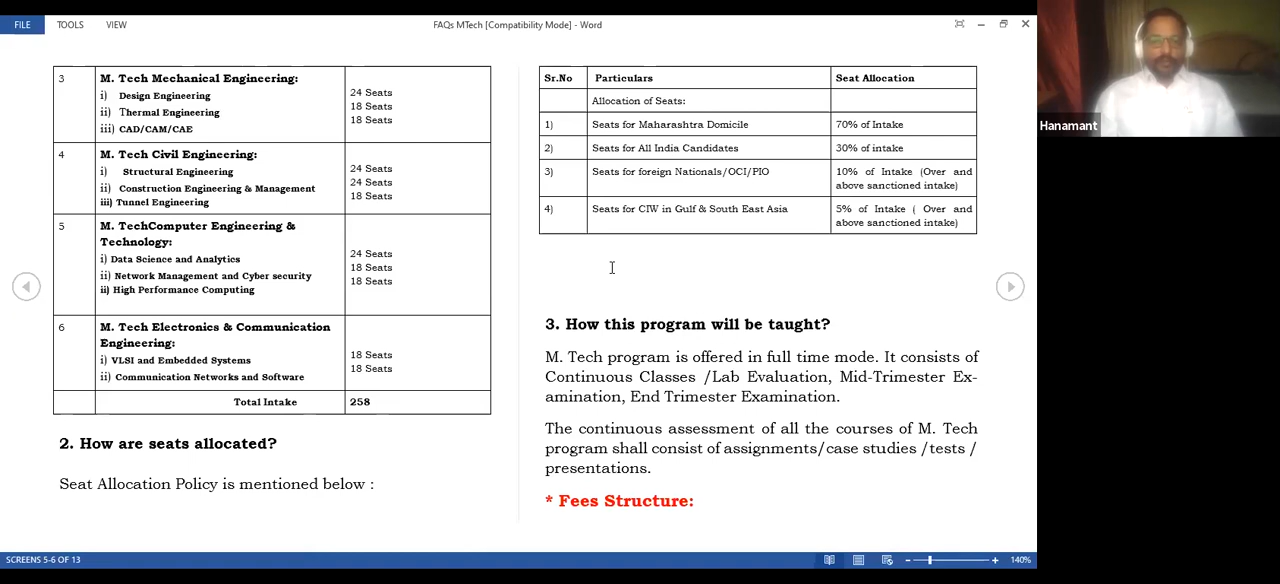 FILE TOOLS VIEW FAQs MTech [Compatibility Mode] - Word
3 M. Tech Mechanical Engineering:
i) Design Engineering 24 Seats
ii) Thermal Engineering 18 Seats
iii) CAD/CAM/CAE 18 Seats
4 M. Tech Civil Engineering:
i) Structural Engineering 24 Seats
ii) Construction Engineering & Management 24 Seats
iii) Tunnel Engineering 18 Seats
5 M. TechComputer Engineering &
Technology:
i) Data Science and Analytics 24 Seats
ii) Network Management and Cyber security 18 Seats
ii) High Performance Computing 18 Seats
6 M. Tech Electronics & Communication
Engineering:
i) VLSI and Embedded Systems 18 Seats
ii) Communication Networks and Software 18 Seats
Total Intake 258
2. How are seats allocated?
Seat Allocation Policy is mentioned below :
Sr.No Particulars Seat Allocation
Allocation of Seats:
1) Seats for Maharashtra Domicile 70% of Intake
2) Seats for All India Candidates 30% of intake
3) Seats for foreign Nationals/OCI/PIO 10% of Intake (Over and
above sanctioned intake)
4) Seats for CIW in Gulf & South East Asia 5% of Intake ( Over and
above sanctioned intake)
3. How this program will be taught?
M. Tech program is offered in full time mode. It consists of
Continuous Classes /Lab Evaluation, Mid-Trimester Ex-
amination, End Trimester Examination.
The continuous assessment of all the courses of M. Tech
program shall consist of assignments/case studies /tests /
presentations.
* Fees Structure:
Hanamant
SCREENS 5-6 OF 13 140%